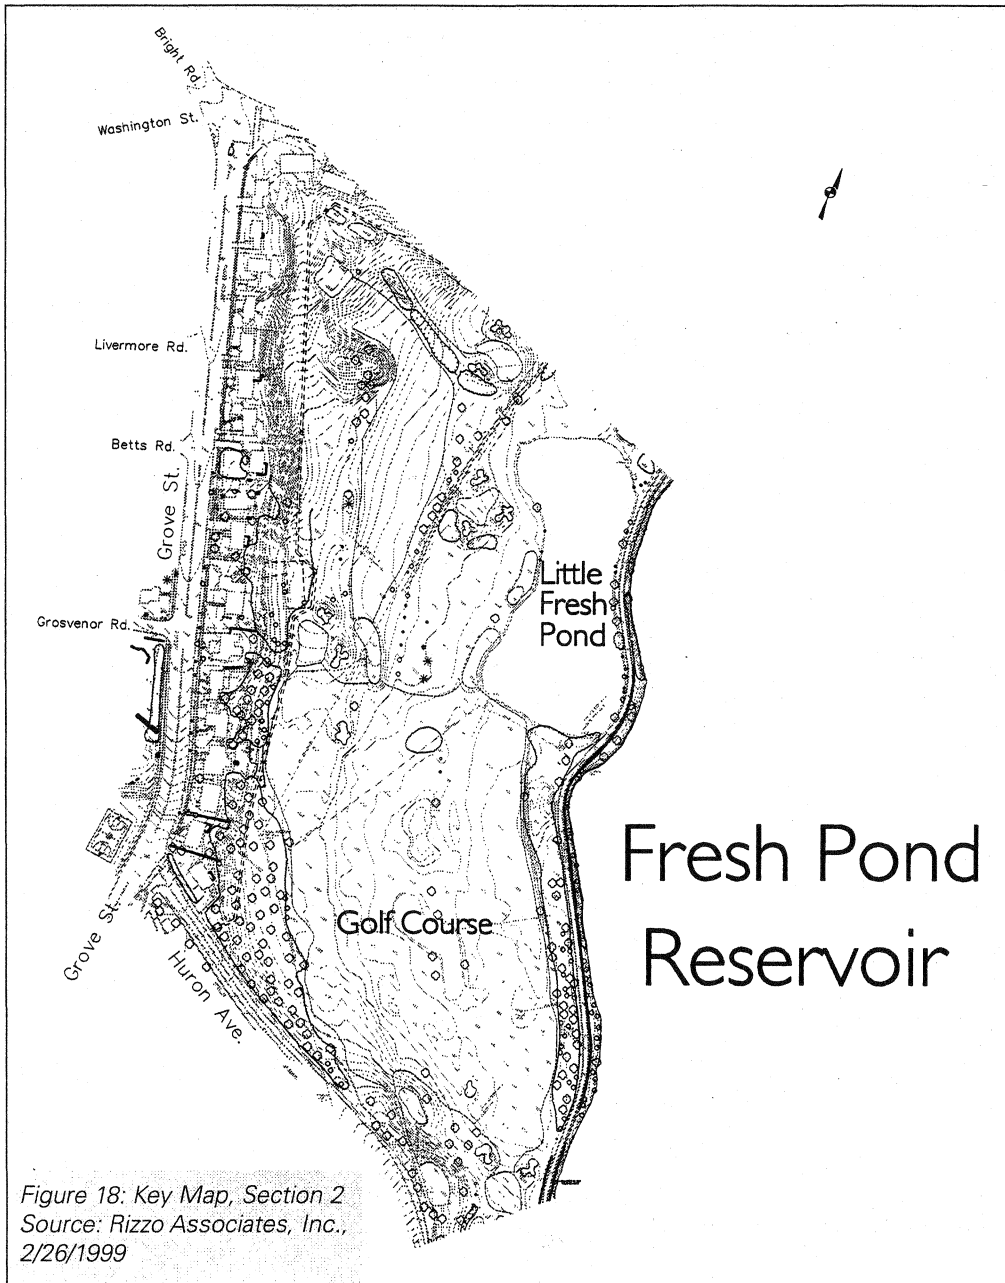 Bright Rd.
Washington St.
Livermore Rd.
Betts Rd.
Grove St.
Grosvenor Rd.
Little
Fresh
Pond
Fresh Pond
Reservoir
Golf Course
Grove St.
Huron Ave.
Figure 18: Key Map, Section 2
Source: Rizzo Associates, Inc.,
2/26/1999